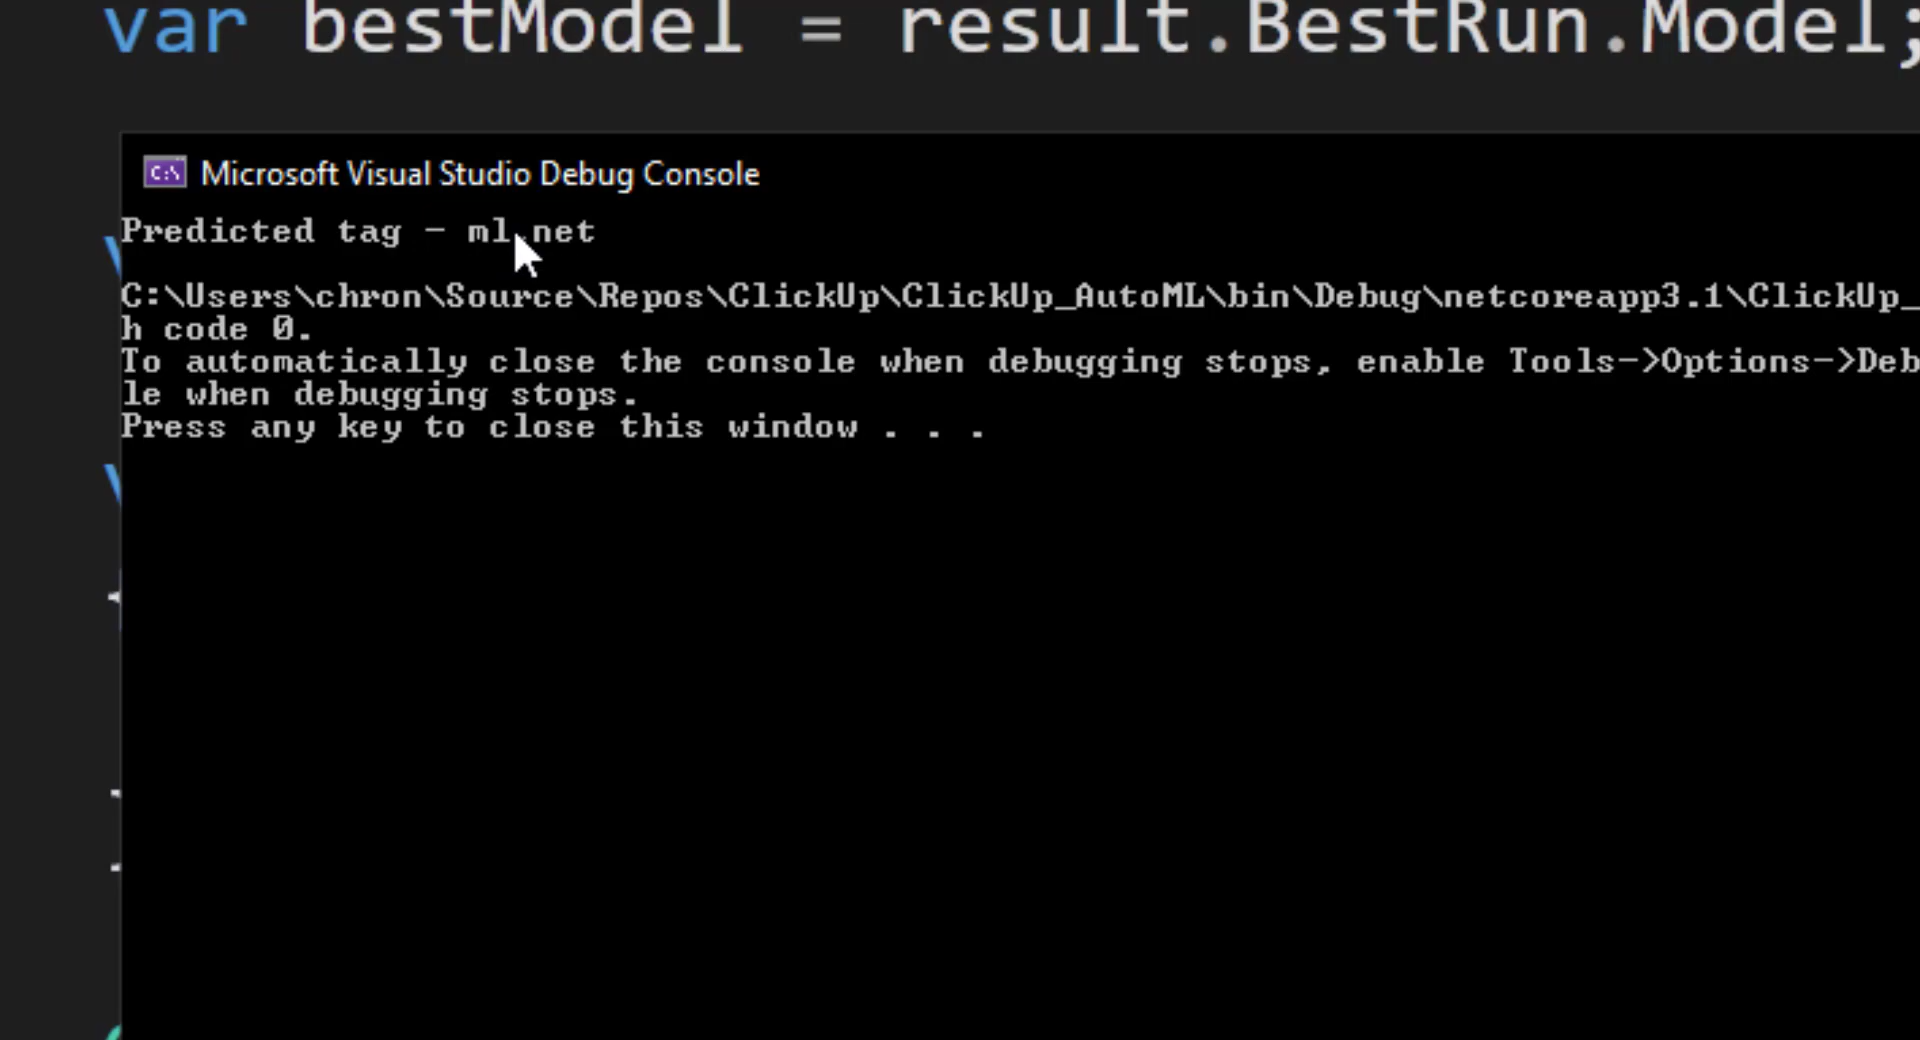 var bestModel = result.BestRun.Model;
C:\ Microsoft Visual Studio Debug Console
Predicted tag - ml.net
C:\Users\chron\Source\Repos\ClickUp\ClickUp_AutoML\bin\Debug\netcoreapp3.1\ClickUp_
h code 0.
To automatically close the console when debugging stops, enable Tools->Options->Deb
le when debugging stops.
Press any key to close this window . . .